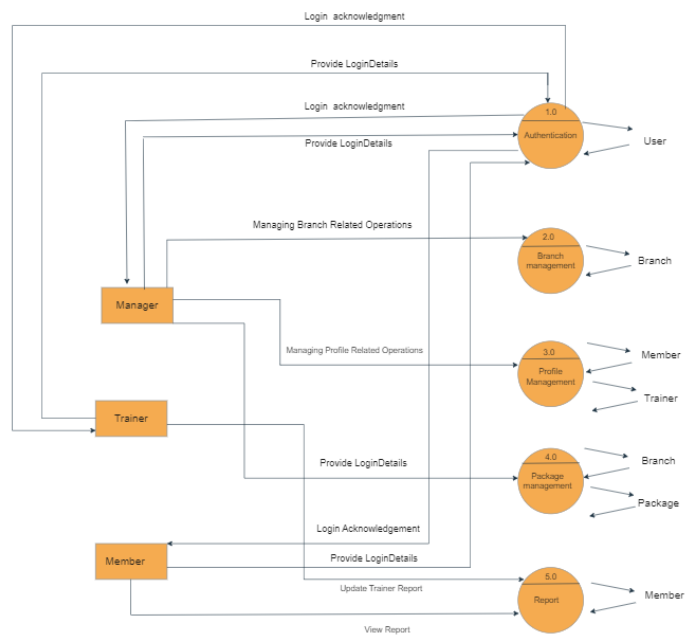 Login acknowledgment
Provide LoginDetails
Login acknowledgment
1.0
Authentication
Provide LoginDetails
User
Managing Branch Related Operations
2.0
Branch
management
Branch
Manager
3.0
Managing Profile Related Operations
Profile
Management
Member
Trainer
Trainer
4.0
Provide LoginDetails
Package
management
Branch
Package
Login Acknowledgement
Member
Provide LoginDetails
5.0
Update Trainer Report
Report
Member
View Report